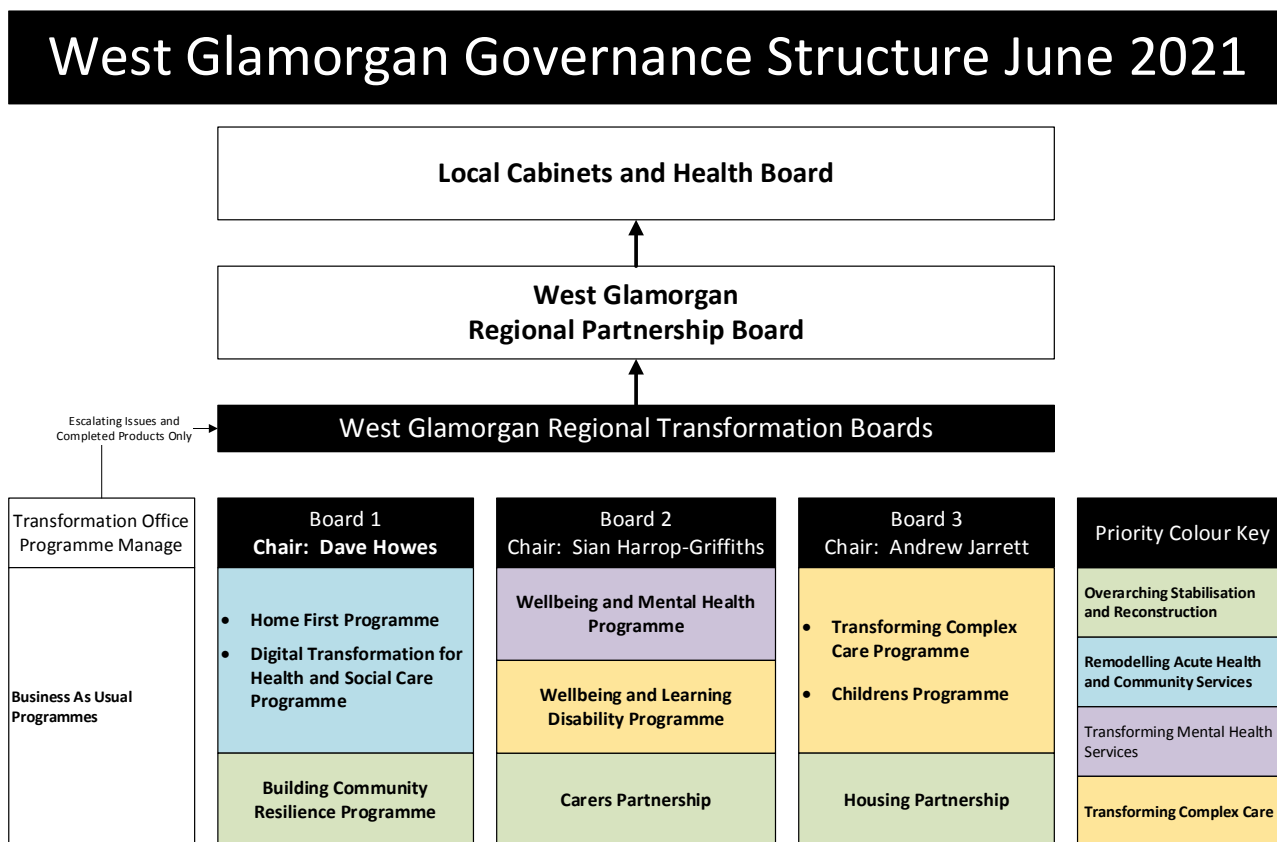 West Glamorgan Governance Structure June 2021
Local Cabinets and Health Board
West Glamorgan
Regional Partnership Board
Escalating Issues and
Completed Products Only
West Glamorgan Regional Transformation Boards
Transformation Office
Programme Manage
Business As Usual
Programmes
Board 1
Chair:  Dave Howes
• Home First Programme
• Digital Transformation for
Health and Social Care
Programme
Building Community
Resilience Programme
Board 2
Chair:  Sian Harrop-Griffiths
Wellbeing and Mental Health
Programme
Wellbeing and Learning
Disability Programme
Carers Partnership
Board 3
Chair:  Andrew Jarrett
• Transforming Complex
Care Programme
• Childrens Programme
Housing Partnership
Priority Colour Key
Overarching Stabilisation
and Reconstruction
Remodelling Acute Health
and Community Services
Transforming Mental Health
Services
Transforming Complex Care